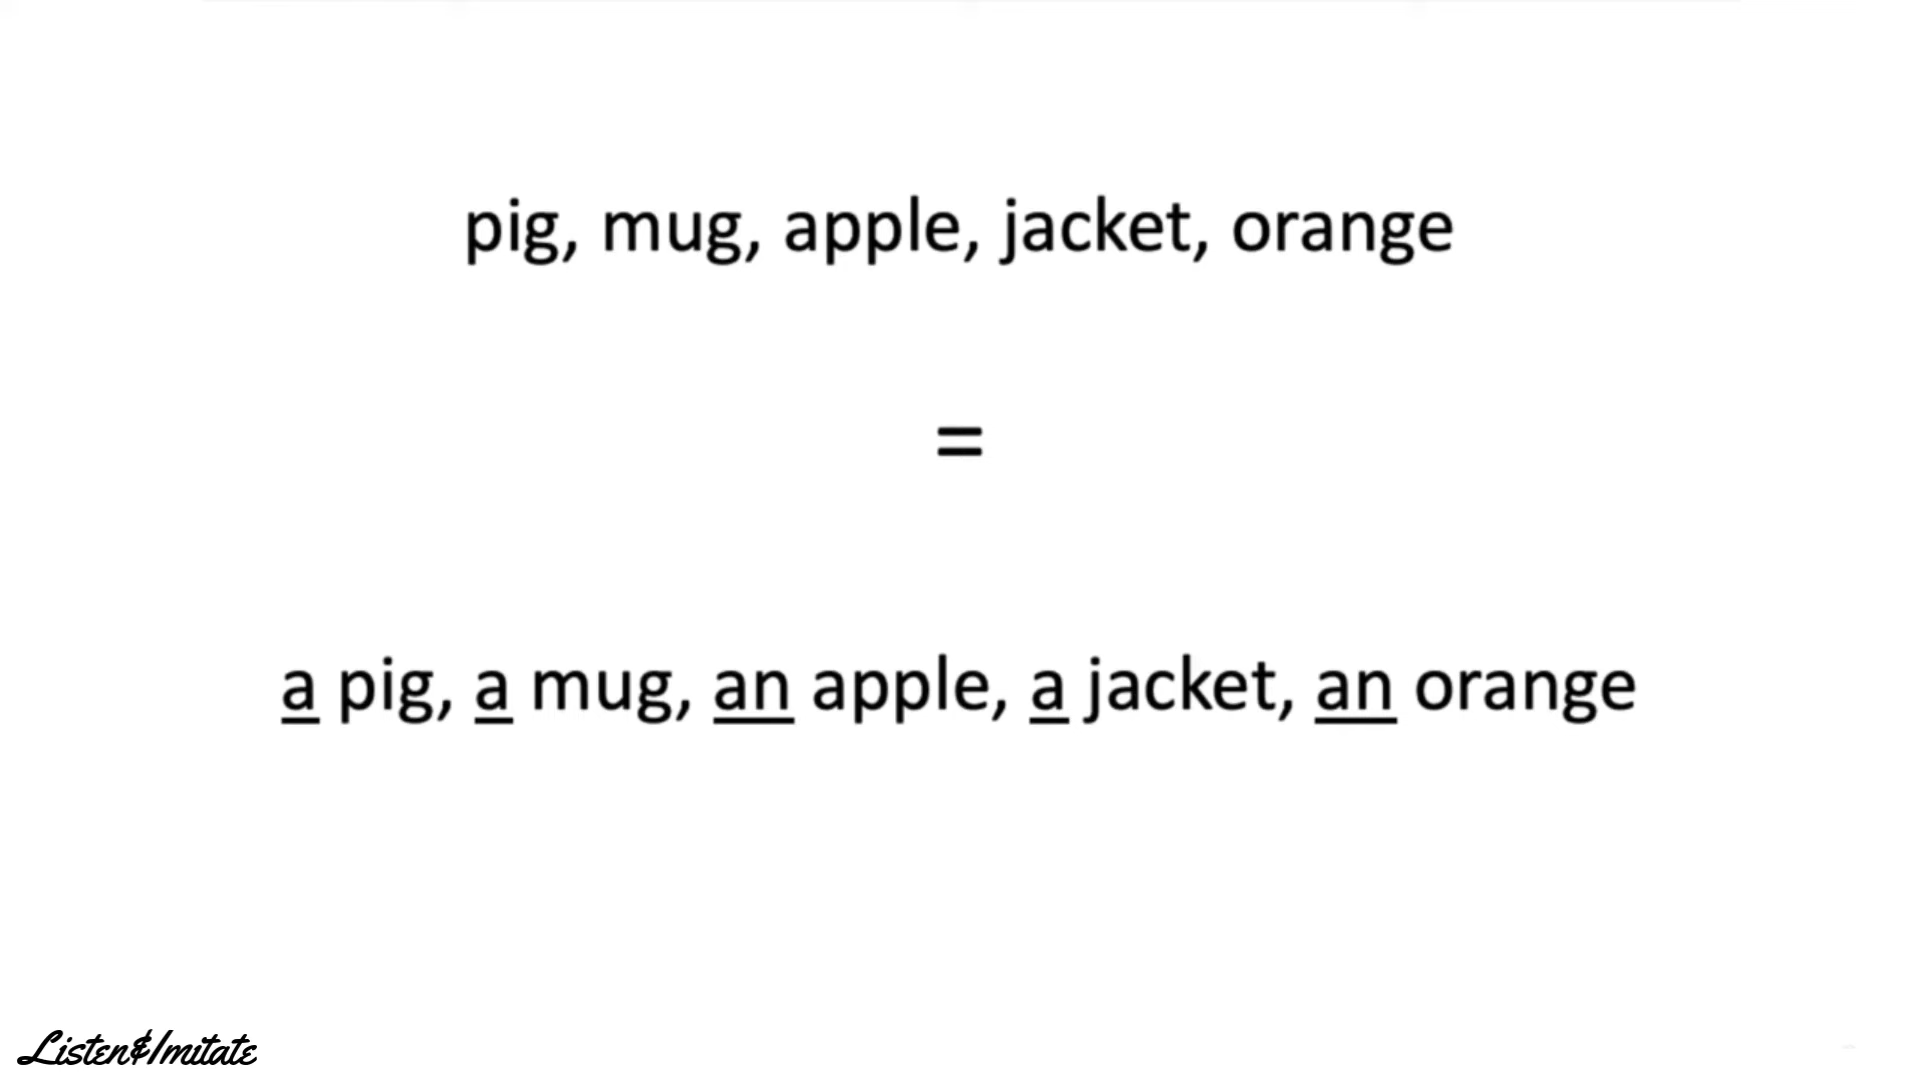 pig, mug, apple, jacket, orange
=
a pig, a mug, an apple, a jacket, an orange
Listen&Imitate